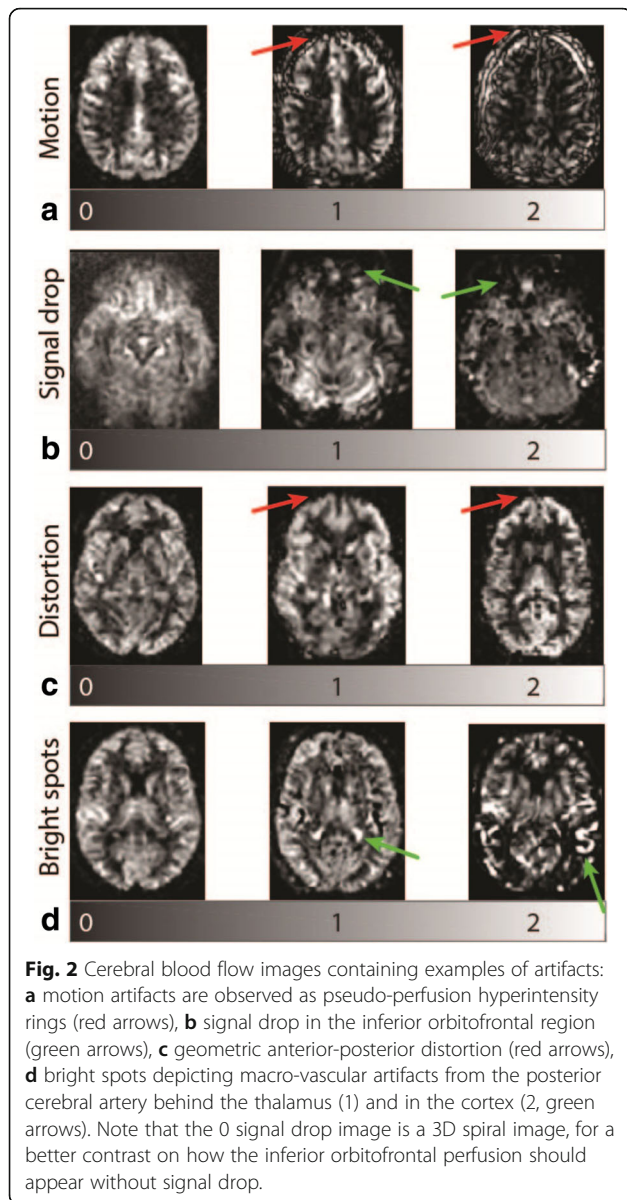 Motion
a 0 1 2
Signal drop
b 0 1 2
Distortion
c 0 1 2
Bright spots
d 0 1 2
Fig. 2 Cerebral blood flow images containing examples of artifacts:
a motion artifacts are observed as pseudo-perfusion hyperintensity
rings (red arrows), b signal drop in the inferior orbitofrontal region
(green arrows), c geometric anterior-posterior distortion (red arrows),
d bright spots depicting macro-vascular artifacts from the posterior
cerebral artery behind the thalamus (1) and in the cortex (2, green
arrows). Note that the 0 signal drop image is a 3D spiral image, for a
better contrast on how the inferior orbitofrontal perfusion should
appear without signal drop.